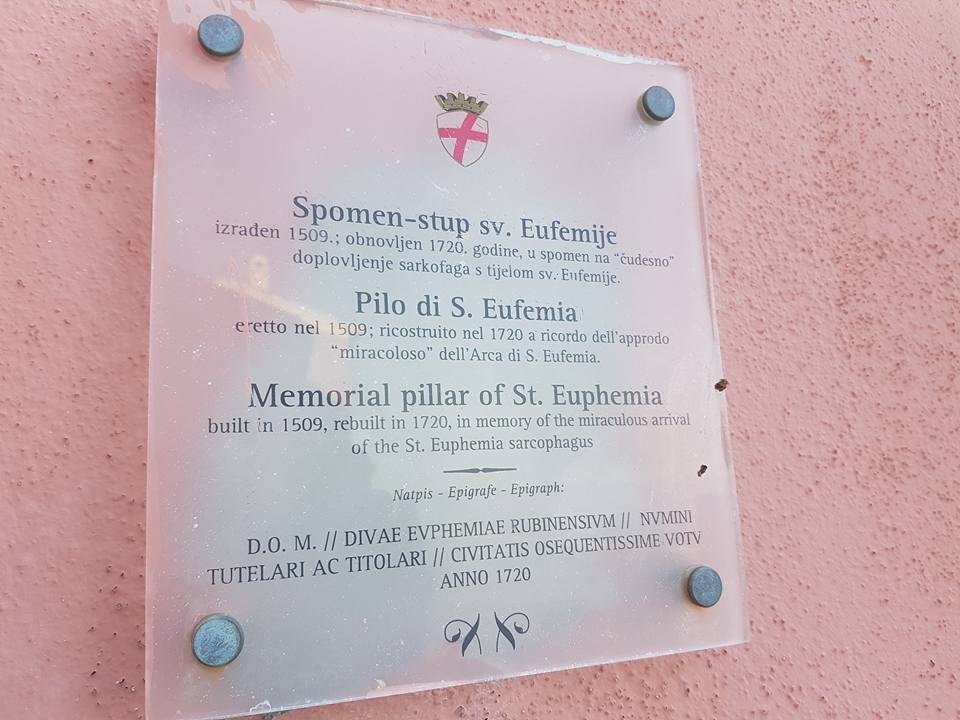 Spomen-stup sv. Eufemije
izrađen 1509.; obnovljen 1720. godine, u spomen na "čudesno"
doplovljenje sarkofaga s tijelom sv. Eufemije.
Pilo di S. Eufemia
eretto nel 1509; ricostruito nel 1720 a ricordo dell'approdo
"miracoloso" dell'Arca di S. Eufemia.
Memorial pillar of St. Euphemia
built in 1509, rebuilt in 1720, in memory of the miraculous arrival
of the St. Euphemia sarcophagus
Natpis - Epigrafe - Epigraph:
D.O. M. // DIVAE EVPHEMIAE RUBINENSIVM // NVMINI
TUTELARI AC TITOLARI // CIVITATIS OSEQUENTISSIME VOTV
ANNO 1720